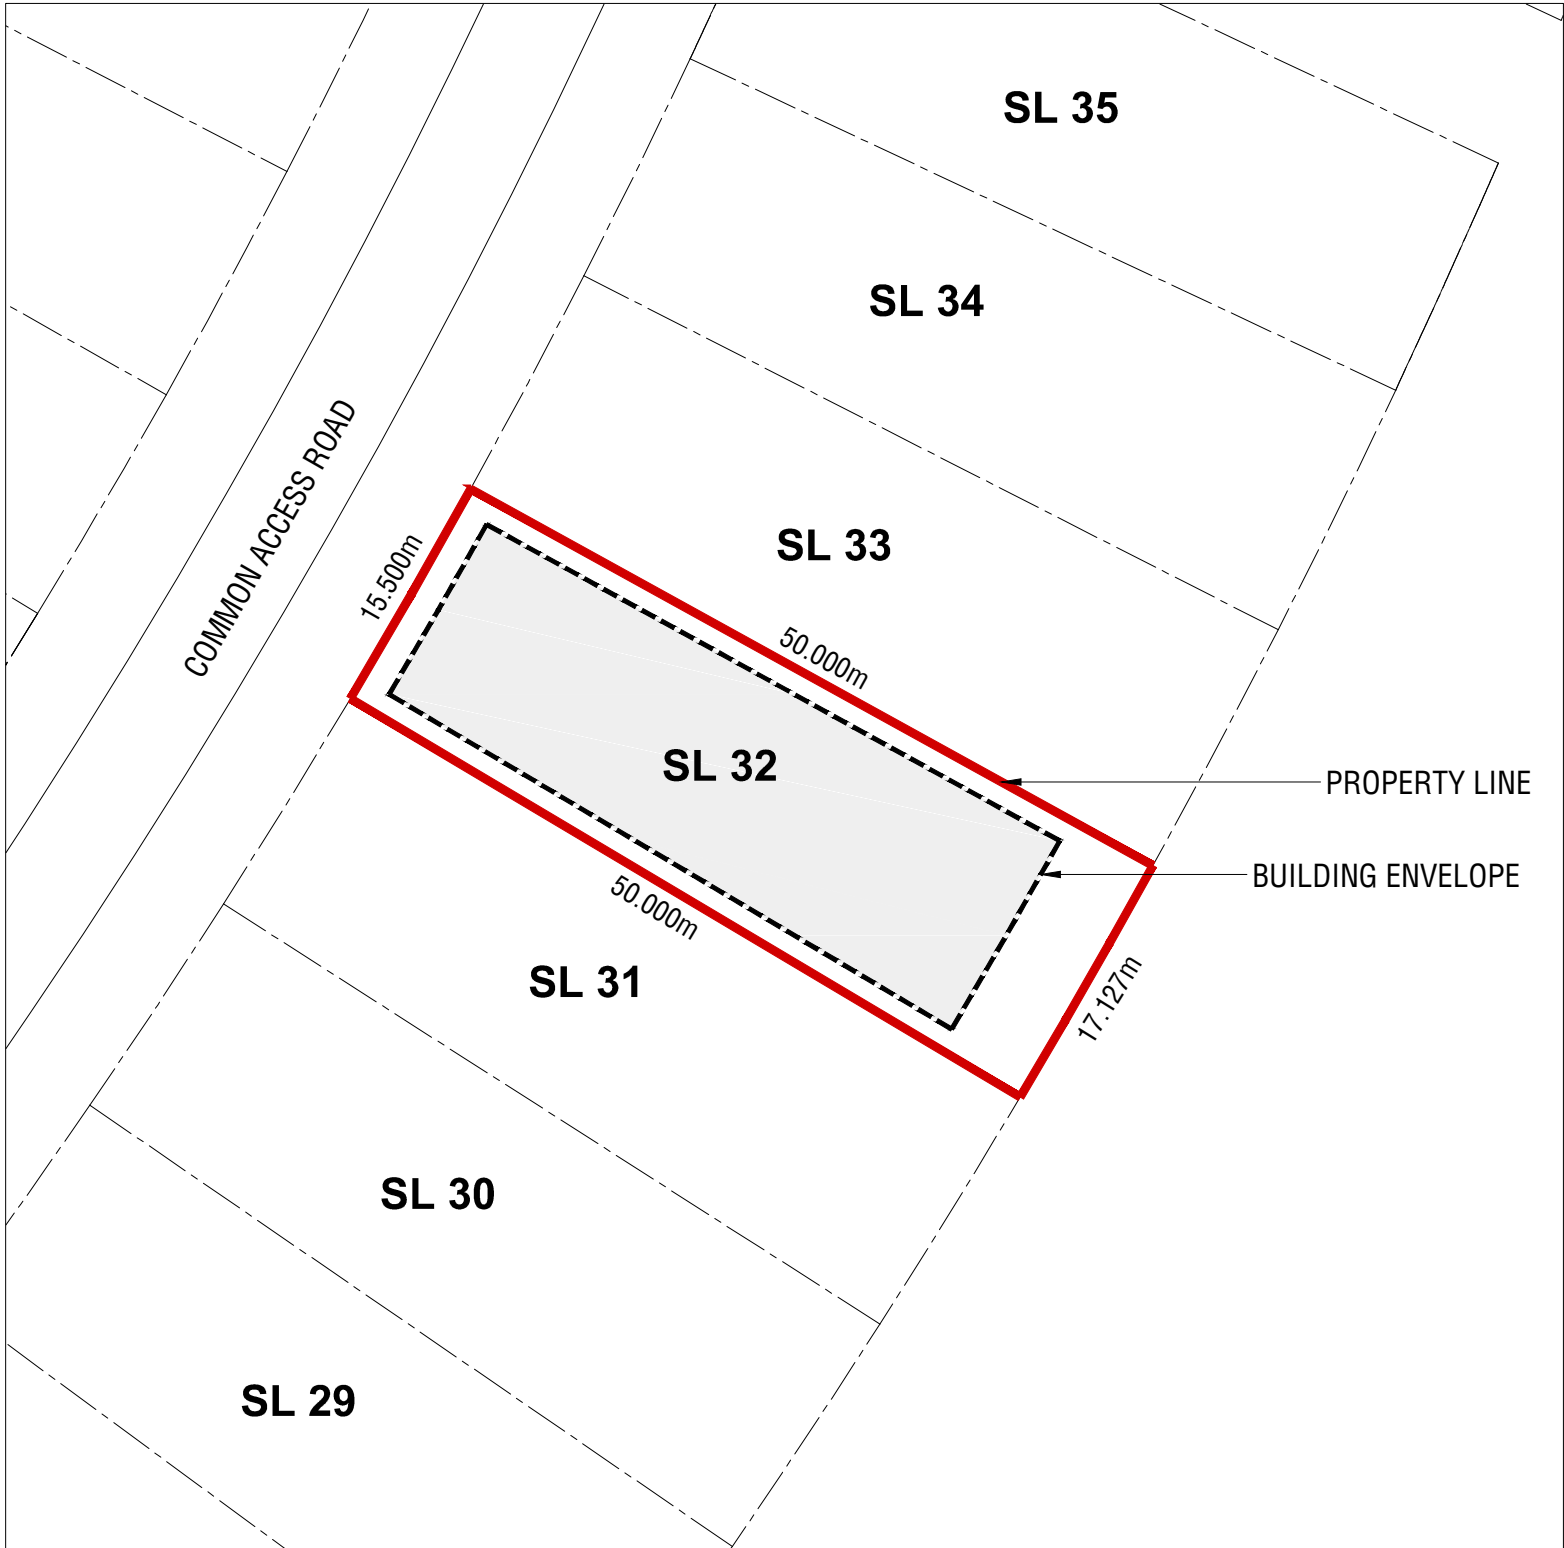 SL 35
SL 34
COMMON ACCESS ROAD
SL 33
15.500m
50.000m
SL 32
PROPERTY LINE
BUILDING ENVELOPE
50.000m
SL 31
17.127m
SL 30
SL 29